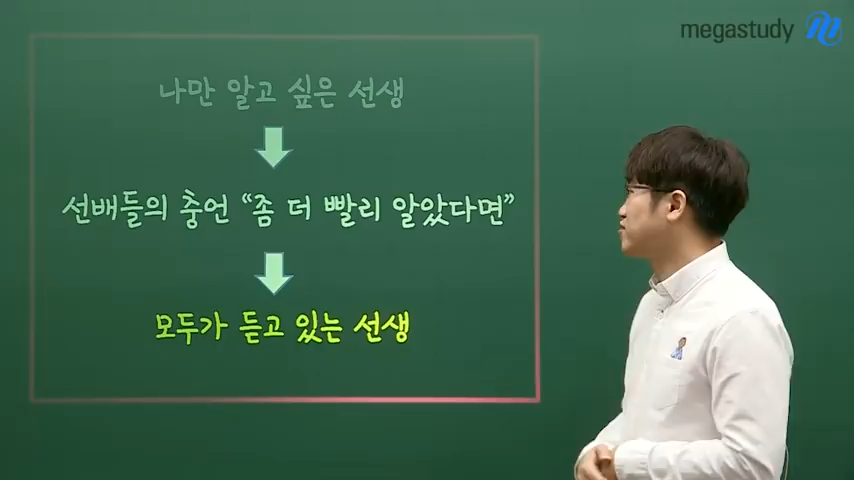 megastudy
나만 알고 싶은 선생
선배들의 충언 “좀 더 빨리 알았다면”
모두가 듣고 있는 선생